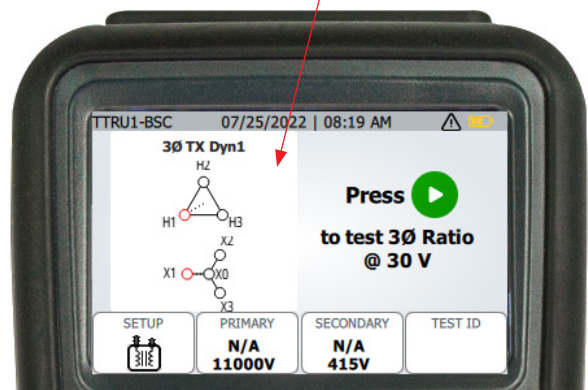 TTRU1-BSC 07/25/2022 | 08:19 AM
3Ø TX Dyn1
H2
H1 H3
X2
X1 X0
X3
Press
to test 3Ø Ratio
@ 30 V
SETUP PRIMARY SECONDARY TEST ID
N/A N/A
11000V 415V